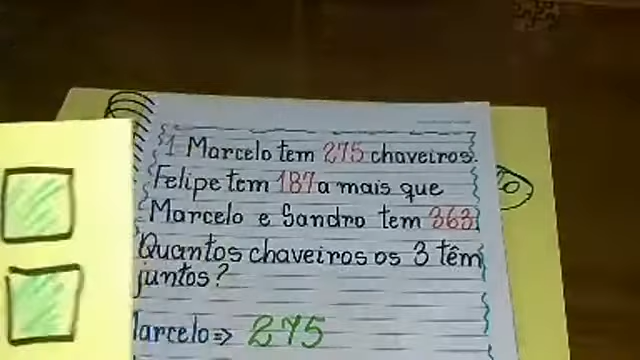 1 Marcelo tem 275 chaveiros.
Felipe tem 187 a mais que
Marcelo e Sandro tem 363
Quantos chaveiros os 3 têm
juntos?
Marcelo => 275